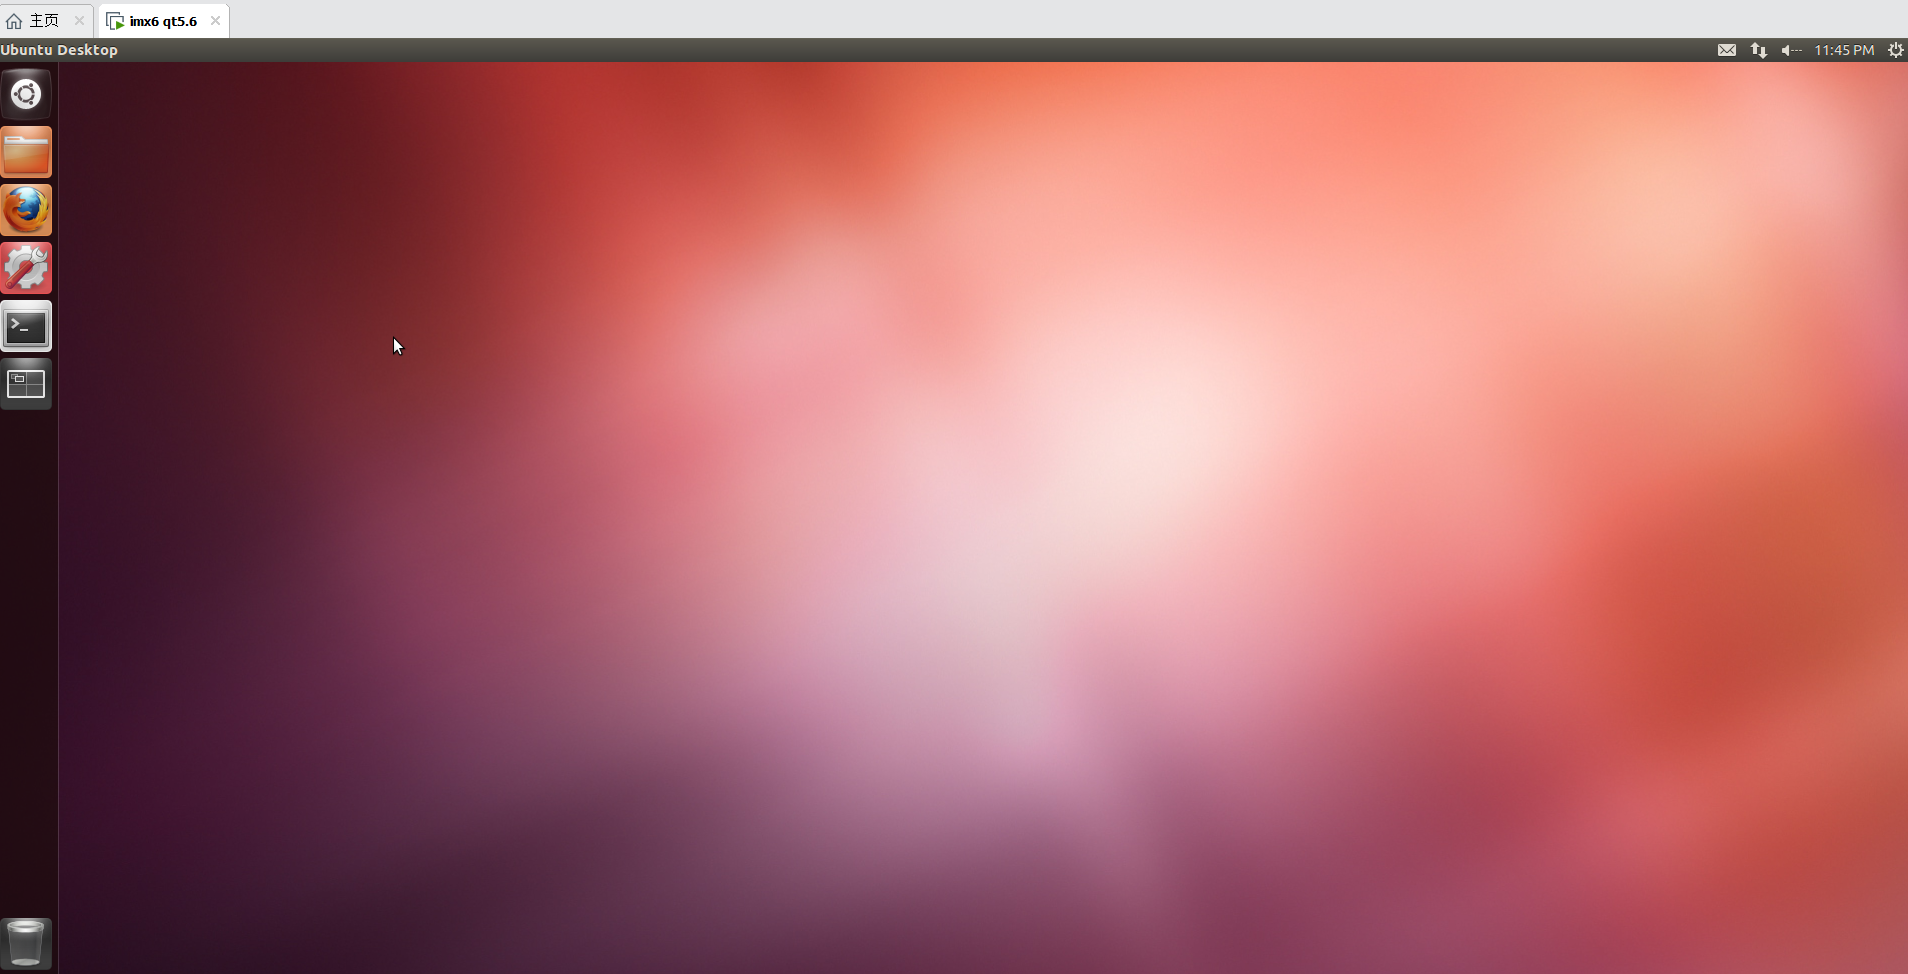 主页
imx6 qt5.6
Ubuntu Desktop
11:45 PM